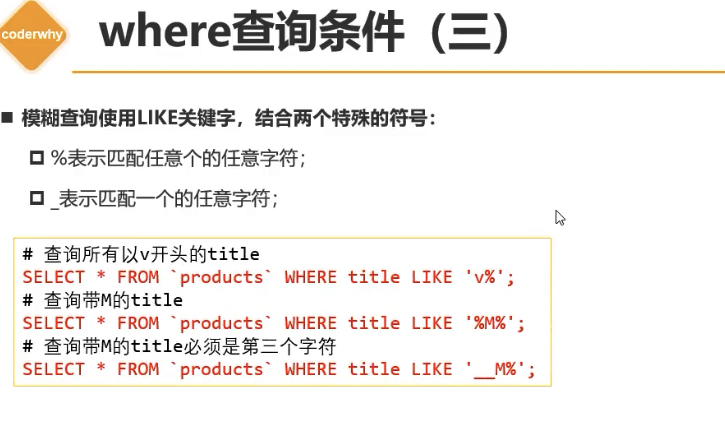 coderwhy
where查询条件（三）
模糊查询使用LIKE关键字，结合两个特殊的符号：
%表示匹配任意个的任意字符；
_表示匹配一个的任意字符；
# 查询所有以v开头的title
SELECT * FROM `products` WHERE title LIKE 'v%';
# 查询带M的title
SELECT * FROM `products` WHERE title LIKE '%M%';
# 查询带M的title必须是第三个字符
SELECT * FROM `products` WHERE title LIKE '__M%';